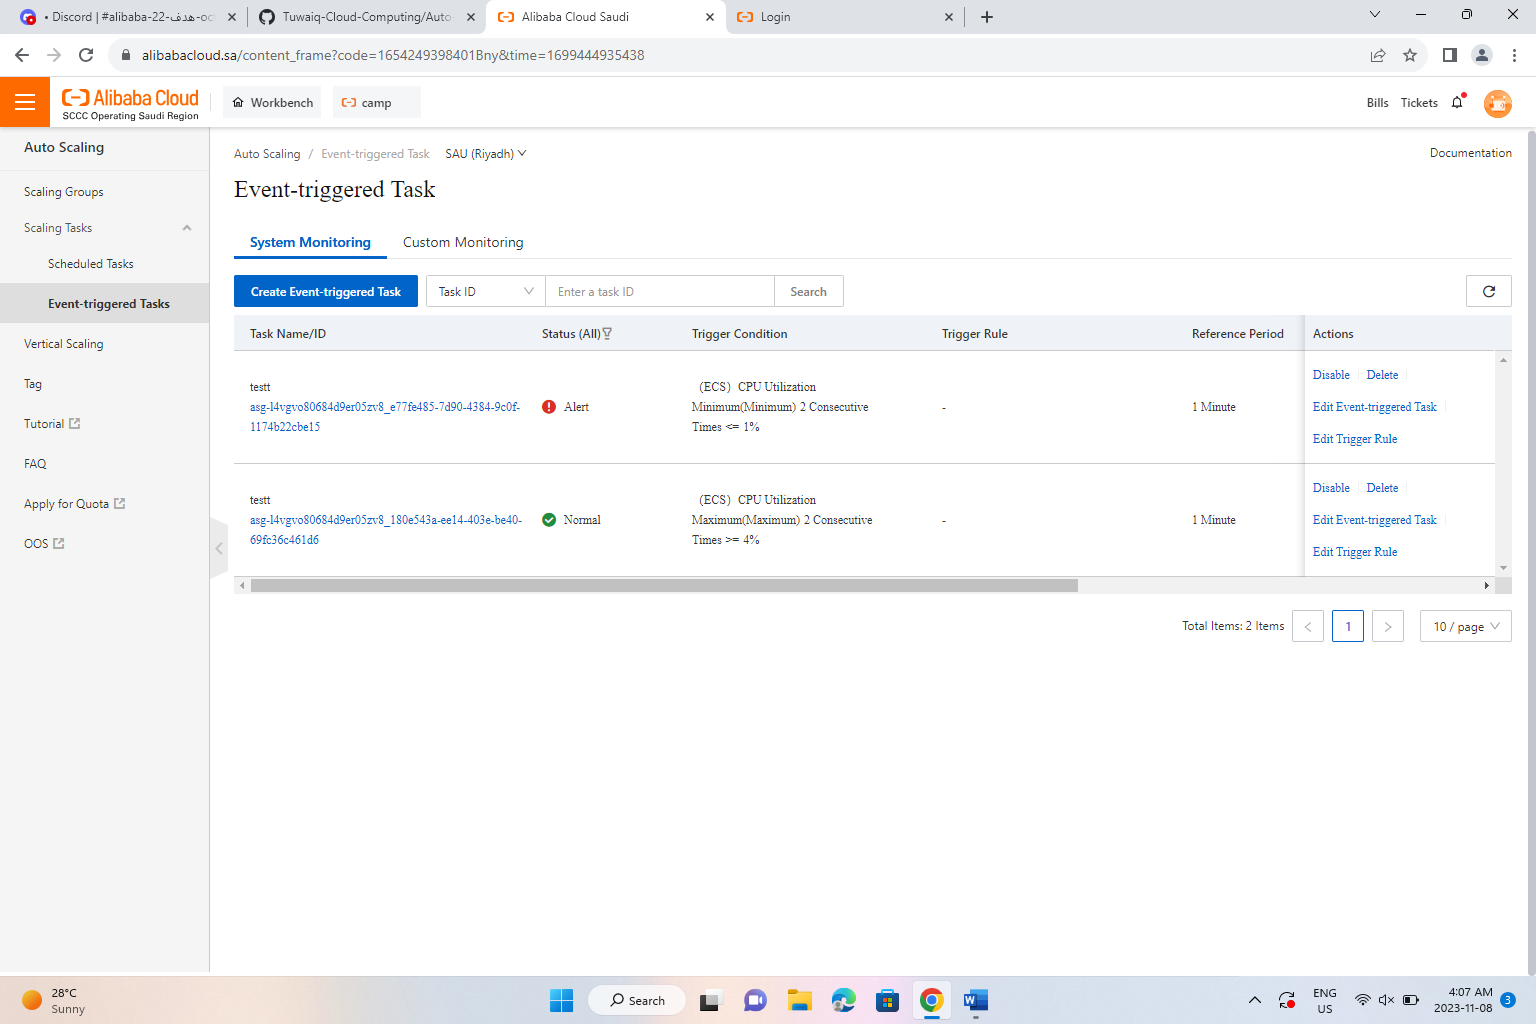 • Discord | #alibaba-22-هدف-oc
Tuwaiq-Cloud-Computing/Auto-
Alibaba Cloud Saudi
Login
alibabacloud.sa/content_frame?code=1654249398401Bny&time=1699444935438
Alibaba Cloud
SCCC Operating Saudi Region
Workbench
camp
Bills
Tickets
Auto Scaling
Scaling Groups
Scaling Tasks
Scheduled Tasks
Event-triggered Tasks
Vertical Scaling
Tag
Tutorial
FAQ
Apply for Quota
OOS
Auto Scaling / Event-triggered Task SAU (Riyadh)
Documentation
Event-triggered Task
System Monitoring
Custom Monitoring
Create Event-triggered Task
Task ID
Enter a task ID
Search
Task Name/ID
Status (All)
Trigger Condition
Trigger Rule
Reference Period
Actions
testt
asg-l4vgvo80684d9er05zv8_e77fe485-7d90-4384-9c0f-
1174b22cbe15
Alert
(ECS) CPU Utilization
Minimum(Minimum) 2 Consecutive
Times <= 1%
-
1 Minute
Disable
Delete
Edit Event-triggered Task
Edit Trigger Rule
testt
asg-l4vgvo80684d9er05zv8_180e543a-ee14-403e-be40-
69fc36c461d6
Normal
(ECS) CPU Utilization
Maximum(Maximum) 2 Consecutive
Times >= 4%
-
1 Minute
Disable
Delete
Edit Event-triggered Task
Edit Trigger Rule
Total Items: 2 Items
<
1
>
10 / page
28°C
Sunny
Search
ENG
US
4:07 AM
2023-11-08
3